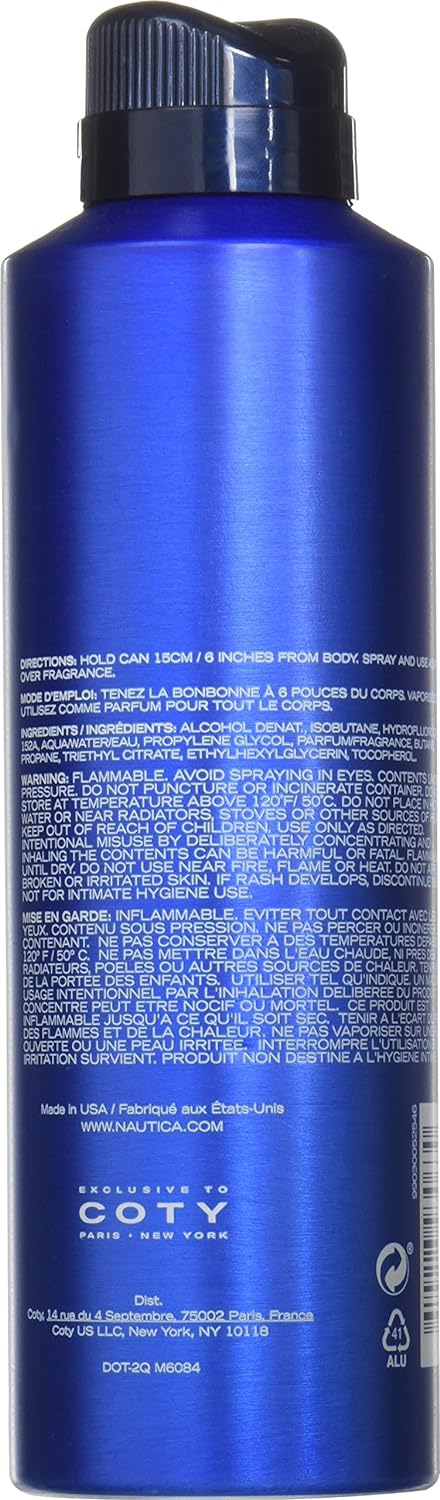 DIRECTIONS: HOLD CAN 15CM / 6 INCHES FROM BODY. SPRAY AND USE
OVER FRAGRANCE.
MODE D'EMPLOI: TENEZ LA BONBONNE À 6 POUCES DU CORPS.
UTILISEZ COMME PARFUM POUR TOUT LE CORPS.
INGREDIENTS / INGRÉDIENTS: ALCOHOL DENAT., ISOBUTANE,
152A, AQUA/WATER/EAU, PROPYLENE GLYCOL, PARFUM/FRAGRANCE,
PROPANE, TRIETHYL CITRATE, ETHYLHEXYLGLYCERIN, TOCOPHEROL.
WARNING: FLAMMABLE. AVOID SPRAYING IN EYES. CONTENTS
PRESSURE. DO NOT PUNCTURE OR INCINERATE CONTAINER.
STORE AT TEMPERATURE ABOVE 120°F/ 50°C. DO NOT PLACE
WATER OR NEAR RADIATORS, STOVES OR OTHER SOURCES OF
KEEP OUT OF REACH OF CHILDREN. USE ONLY AS DIRECTED.
INTENTIONAL MISUSE BY DELIBERATELY CONCENTRATING AND
INHALING THE CONTENTS CAN BE HARMFUL OR FATAL.
UNTIL DRY. DO NOT USE NEAR FIRE, FLAME OR HEAT. DO NOT
BROKEN OR IRRITATED SKIN. IF RASH DEVELOPS, DISCONTINUE
NOT FOR INTIMATE HYGIENE USE.
MISE EN GARDE: INFLAMMABLE. EVITER TOUT CONTACT AVEC
YEUX. CONTENU SOUS PRESSION. NE PAS PERCER OU
CONTENANT. NE PAS CONSERVER A DES TEMPERATURES
120° F/ 50° C. NE PAS METTRE DANS L'EAU CHAUDE, NI PRES
RADIATEURS, POELES OU AUTRES SOURCES DE CHALEUR.
DE LA PORTÉE DES ENFANTS. UTILISER TEL QU'INDIQUE. UN
USAGE INTENTIONNEL PAR L'INHALATION DELIBEREE DU
CONCENTRE PEUT ÊTRE NOCIF OU MORTEL. CE PRODUIT EST
INFLAMMABLE JUSQU'A CE QU'IL SOIT SEC. TENIR A L'ECART
DES FLAMMES ET DE LA CHALEUR. NE PAS VAPORISER SUR
OUVERTE OU UNE PEAU IRRITEE. INTERROMPRE L'UTILISATION
IRRITATION SURVIENT. PRODUIT NON DESTINE A L'HYGIENE
Made in USA / Fabriqué aux États-Unis
WWW.NAUTICA.COM
EXCLUSIVE TO
COTY
PARIS · NEW YORK
Dist.
Coty, 14 rue du 4 Septembre, 75002 Paris, France
Coty US LLC, New York, NY 10118
DOT-2Q M6084
99030052546
41
ALU